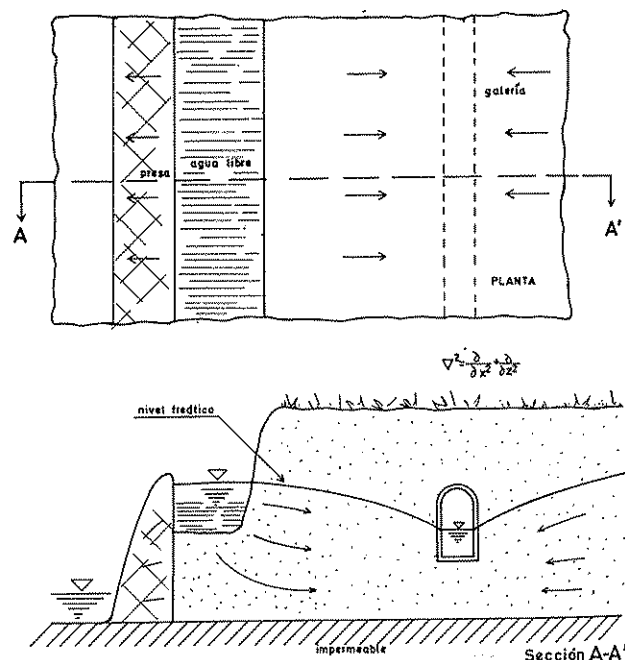 galería
agua libre
presa
A
A'
PLANTA
∇²=∂/∂x²+∂/∂z²
nivel freático
impermeable
Sección A-A'